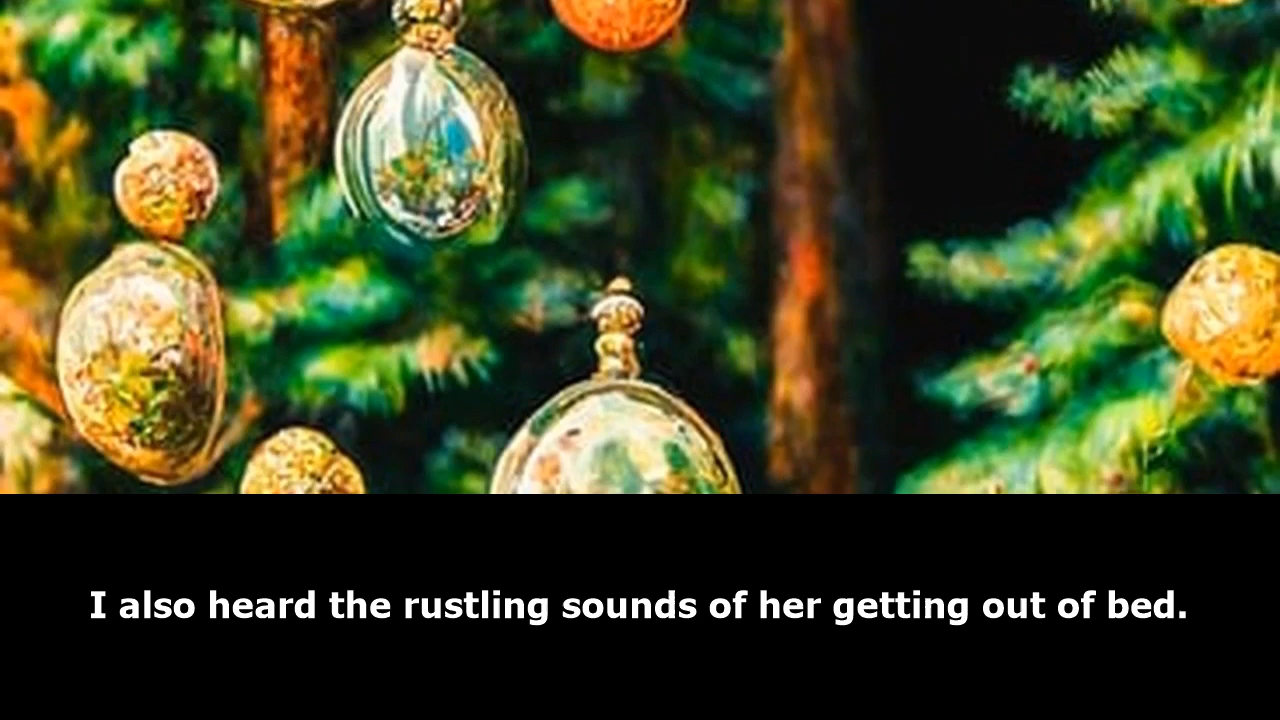 I also heard the rustling sounds of her getting out of bed.